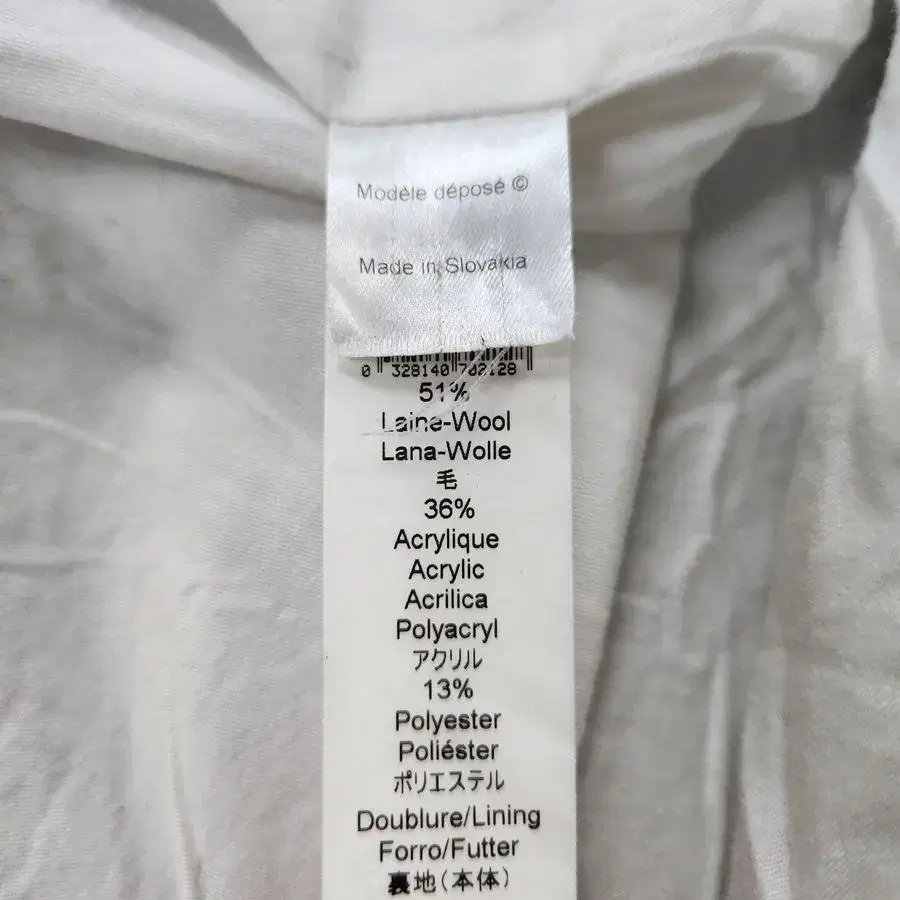 Modèle déposé ©
Made in Slovakia
0 328140 702128
51%
Laine-Wool
Lana-Wolle
毛
36%
Acrylique
Acrylic
Acrilica
Polyacryl
アクリル
13%
Polyester
Poliéster
ポリエステル
Doublure/Lining
Forro/Futter
裏地(本体)